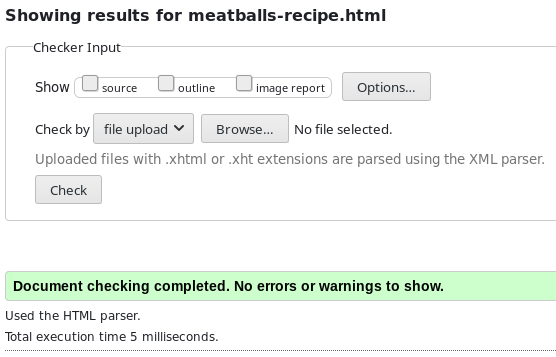 Showing results for meatballs-recipe.html
Checker Input
Show source outline image report Options...
Check by file upload Browse... No file selected.
Uploaded files with .xhtml or .xht extensions are parsed using the XML parser.
Check
Document checking completed. No errors or warnings to show.
Used the HTML parser.
Total execution time 5 milliseconds.